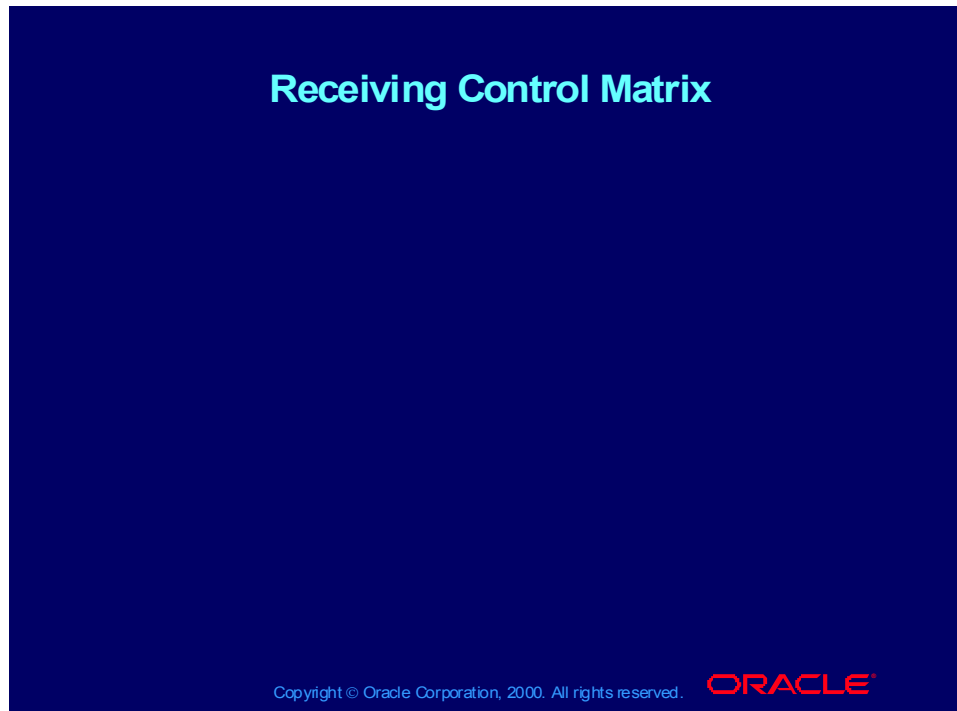 Receiving Control Matrix
Copyright © Oracle Corporation, 2000. All rights reserved.
ORACLE®